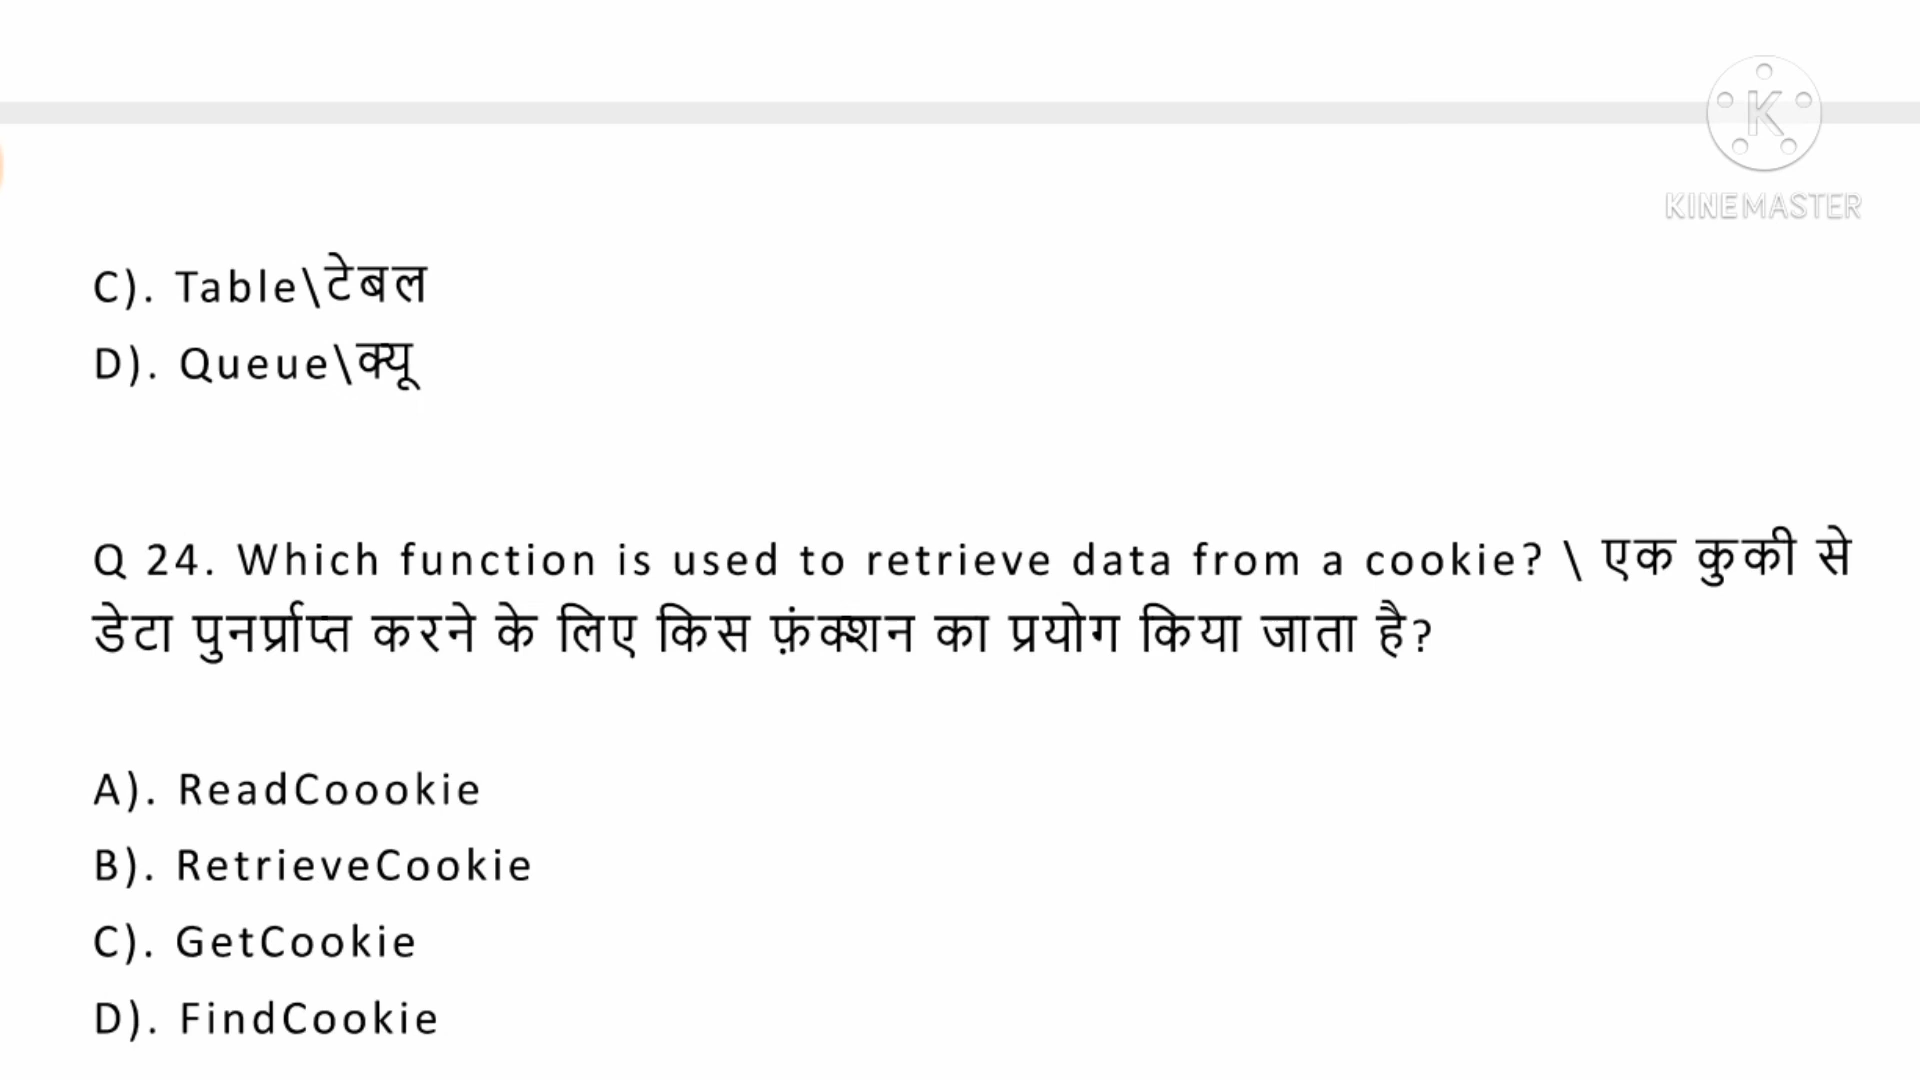 K
KINEMASTER
C). Table\टेबल
D). Queue\क्यू
Q 24. Which function is used to retrieve data from a cookie? \ एक कुकी से
डेटा पुनर्प्राप्त करने के लिए किस फ़ंक्शन का प्रयोग किया जाता है?
A). ReadCoookie
B). RetrieveCookie
C). GetCookie
D). FindCookie